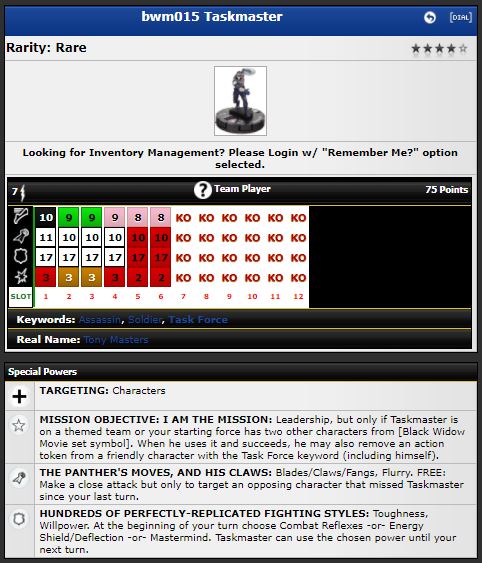 bwm015 Taskmaster
[DIAL]
Rarity: Rare
Looking for Inventory Management? Please Login w/ "Remember Me?" option
selected.
7 ? Team Player 75 Points
10 9 9 9 8 8 KO KO KO KO KO KO
11 10 10 10 10 10 KO KO KO KO KO KO
17 17 17 17 17 17 KO KO KO KO KO KO
3 3 3 3 2 2 KO KO KO KO KO KO
SLOT 1 2 3 4 5 6 7 8 9 10 11 12
Keywords: Assassin, Soldier, Task Force
Real Name: Tony Masters
Special Powers
TARGETING: Characters
MISSION OBJECTIVE: I AM THE MISSION: Leadership, but only if Taskmaster is
on a themed team or your starting force has two other characters from [Black Widow
Movie set symbol]. When he uses it and succeeds, he may also remove an action
token from a friendly character with the Task Force keyword (including himself).
THE PANTHER'S MOVES, AND HIS CLAWS: Blades/Claws/Fangs, Flurry. FREE:
Make a close attack but only to target an opposing character that missed Taskmaster
since your last turn.
HUNDREDS OF PERFECTLY-REPLICATED FIGHTING STYLES: Toughness,
Willpower. At the beginning of your turn choose Combat Reflexes -or- Energy
Shield/Deflection -or- Mastermind. Taskmaster can use the chosen power until your
next turn.